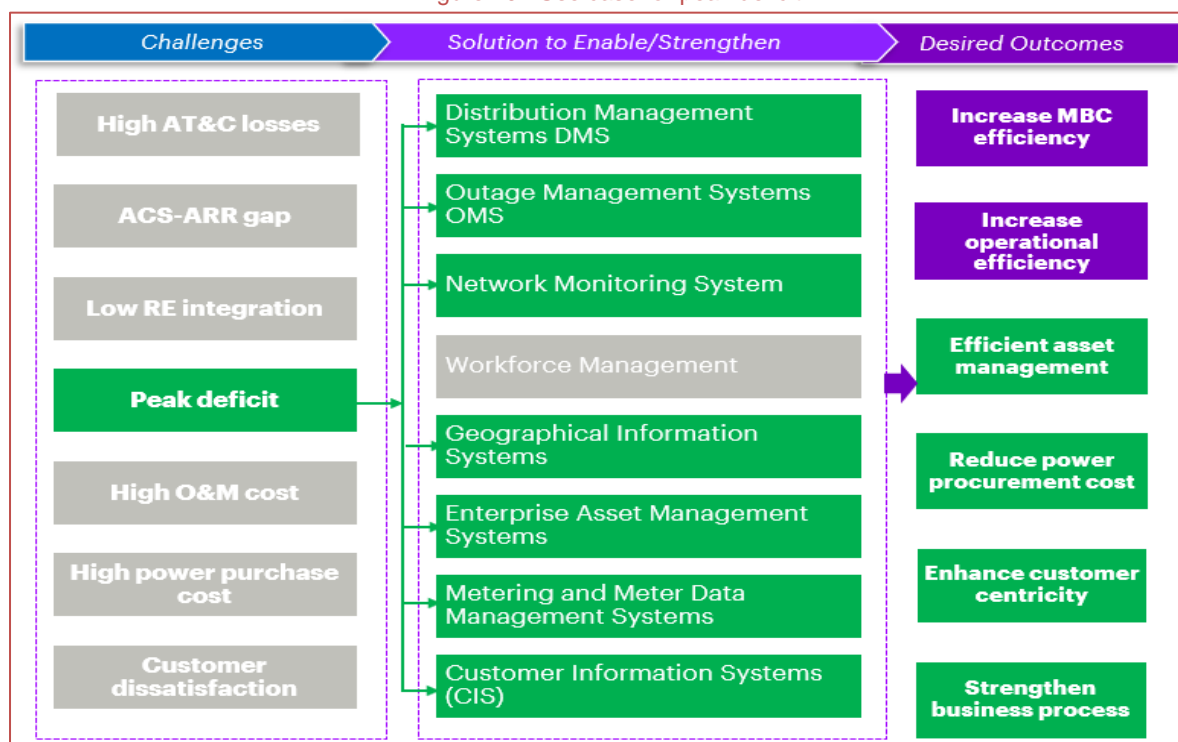 Challenges
Solution to Enable/Strengthen
Desired Outcomes
High AT&C losses
ACS-ARR gap
Low RE integration
Peak deficit
High O&M cost
High power purchase
cost
Customer
dissatisfaction
Distribution Management
Systems DMS
Outage Management Systems
OMS
Network Monitoring System
Workforce Management
Geographical Information
Systems
Enterprise Asset Management
Systems
Metering and Meter Data
Management Systems
Customer Information Systems
(CIS)
Increase MBC
efficiency
Increase
operational
efficiency
Efficient asset
management
Reduce power
procurement cost
Enhance customer
centricity
Strengthen
business process